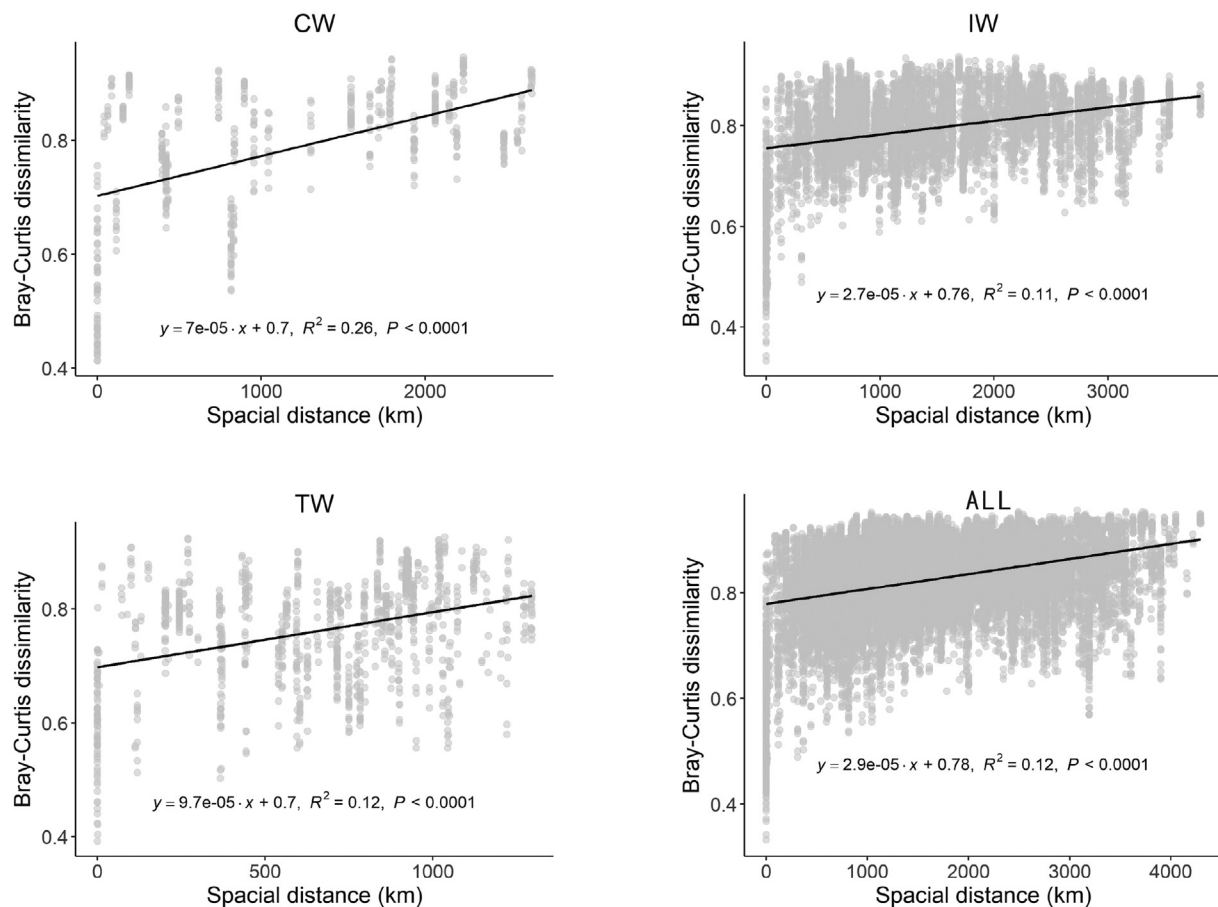 CW
Bray-Curtis dissimilarity
0.8
0.6
0.4
y = 7e-05 · x + 0.7, R² = 0.26, P < 0.0001
0 1000 2000
Spacial distance (km)
IW
Bray-Curtis dissimilarity
0.8
0.6
0.4
y = 2.7e-05 · x + 0.76, R² = 0.11, P < 0.0001
0 1000 2000 3000
Spacial distance (km)
TW
Bray-Curtis dissimilarity
0.8
0.6
0.4
y = 9.7e-05 · x + 0.7, R² = 0.12, P < 0.0001
0 500 1000
Spacial distance (km)
ALL
Bray-Curtis dissimilarity
0.8
0.6
0.4
y = 2.9e-05 · x + 0.78, R² = 0.12, P < 0.0001
0 1000 2000 3000 4000
Spacial distance (km)